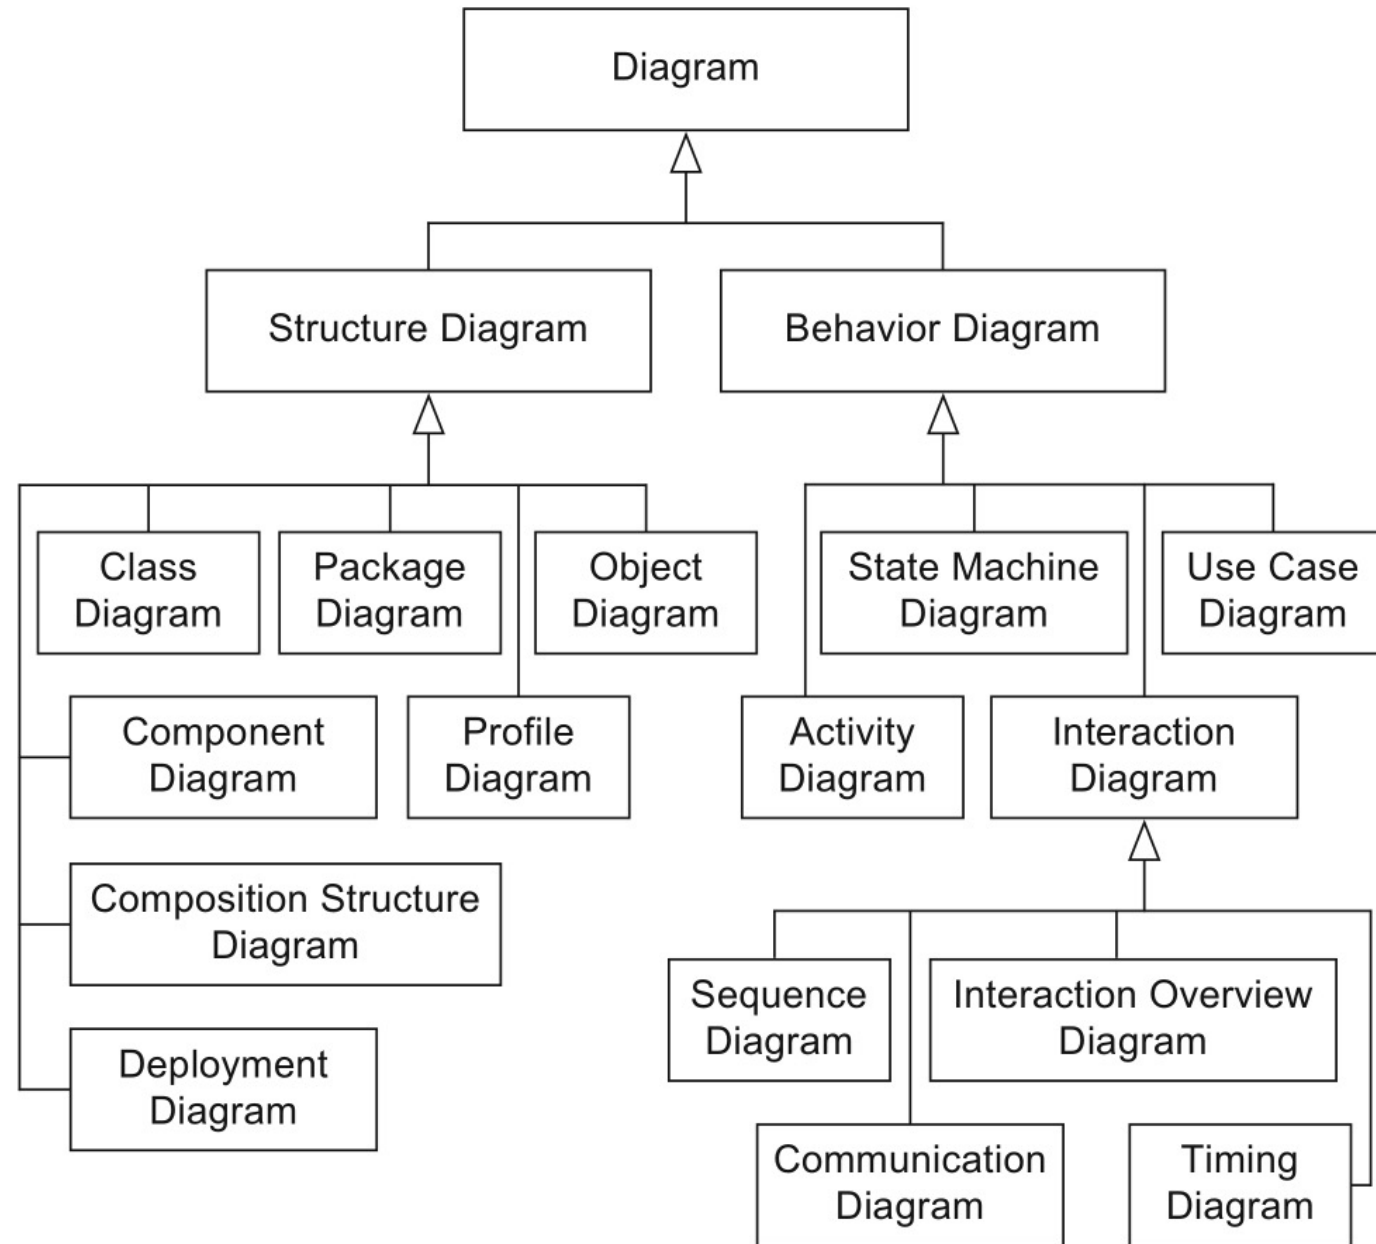 Diagram
Structure Diagram
Behavior Diagram
Class
Diagram
Package
Diagram
Object
Diagram
State Machine
Diagram
Use Case
Diagram
Component
Diagram
Profile
Diagram
Activity
Diagram
Interaction
Diagram
Composition Structure
Diagram
Sequence
Diagram
Interaction Overview
Diagram
Deployment
Diagram
Communication
Diagram
Timing
Diagram